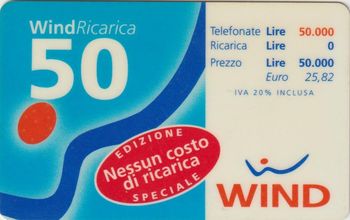 WindRicarica
50
Telefonate Lire 50.000
Ricarica Lire 0
Prezzo Lire 50.000
Euro 25,82
IVA 20% INCLUSA
EDIZIONE
Nessun costo
di ricarica
SPECIALE
WIND